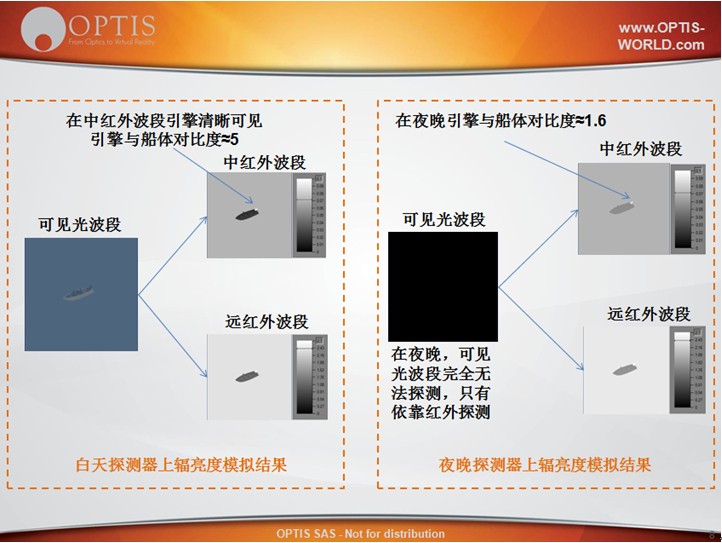 OPTIS
From Optics to Virtual Reality
www.OPTIS-
WORLD.com
在中红外波段引擎清晰可见
引擎与船体对比度≈5
中红外波段
可见光波段
远红外波段
白天探测器上辐亮度模拟结果
在夜晚引擎与船体对比度≈1.6
中红外波段
可见光波段
远红外波段
在夜晚，可见
光波段完全无
法探测，只有
依靠红外探测
夜晚探测器上辐亮度模拟结果
OPTIS SAS - Not for distribution